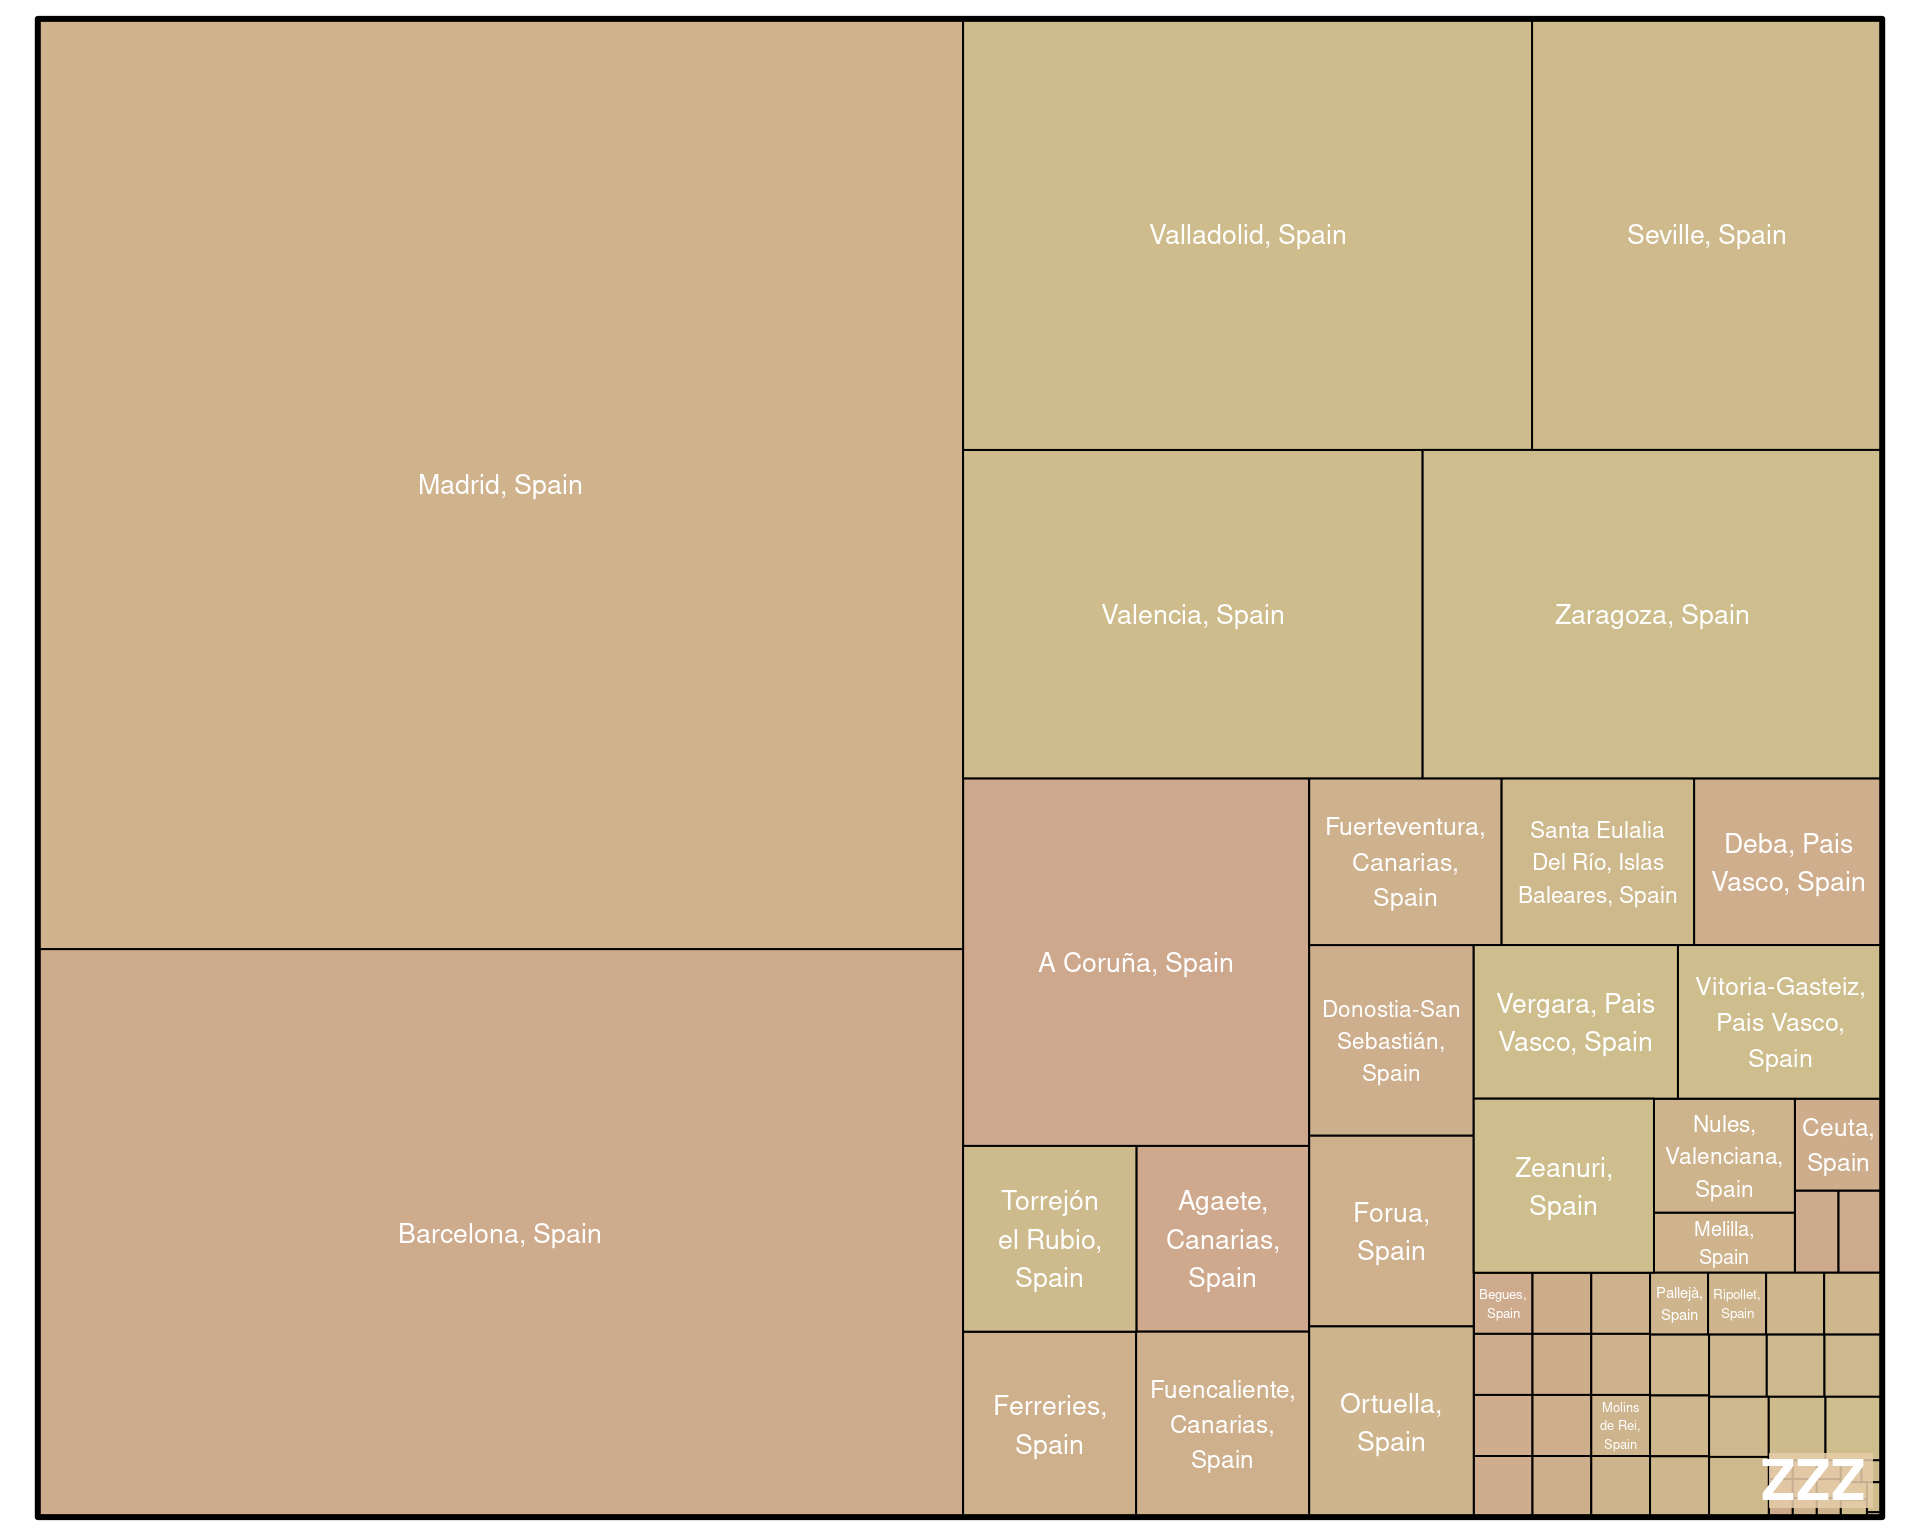 Madrid, Spain
Barcelona, Spain
Valladolid, Spain
Seville, Spain
Valencia, Spain
Zaragoza, Spain
A Coruña, Spain
Fuerteventura,
Canarias,
Spain
Santa Eulalia
Del Río, Islas
Baleares, Spain
Deba, Pais
Vasco, Spain
Donostia-San
Sebastián,
Spain
Vergara, Pais
Vasco, Spain
Vitoria-Gasteiz,
Pais Vasco,
Spain
Zeanuri,
Spain
Nules,
Valenciana,
Spain
Ceuta,
Spain
Melilla,
Spain
Torrejón
el Rubio,
Spain
Agaete,
Canarias,
Spain
Forua,
Spain
Ferreries,
Spain
Fuencaliente,
Canarias,
Spain
Ortuella,
Spain
Begues,
Spain
Pallejà,
Spain
Ripollet,
Spain
Molins
de Rei,
Spain
ZZZ